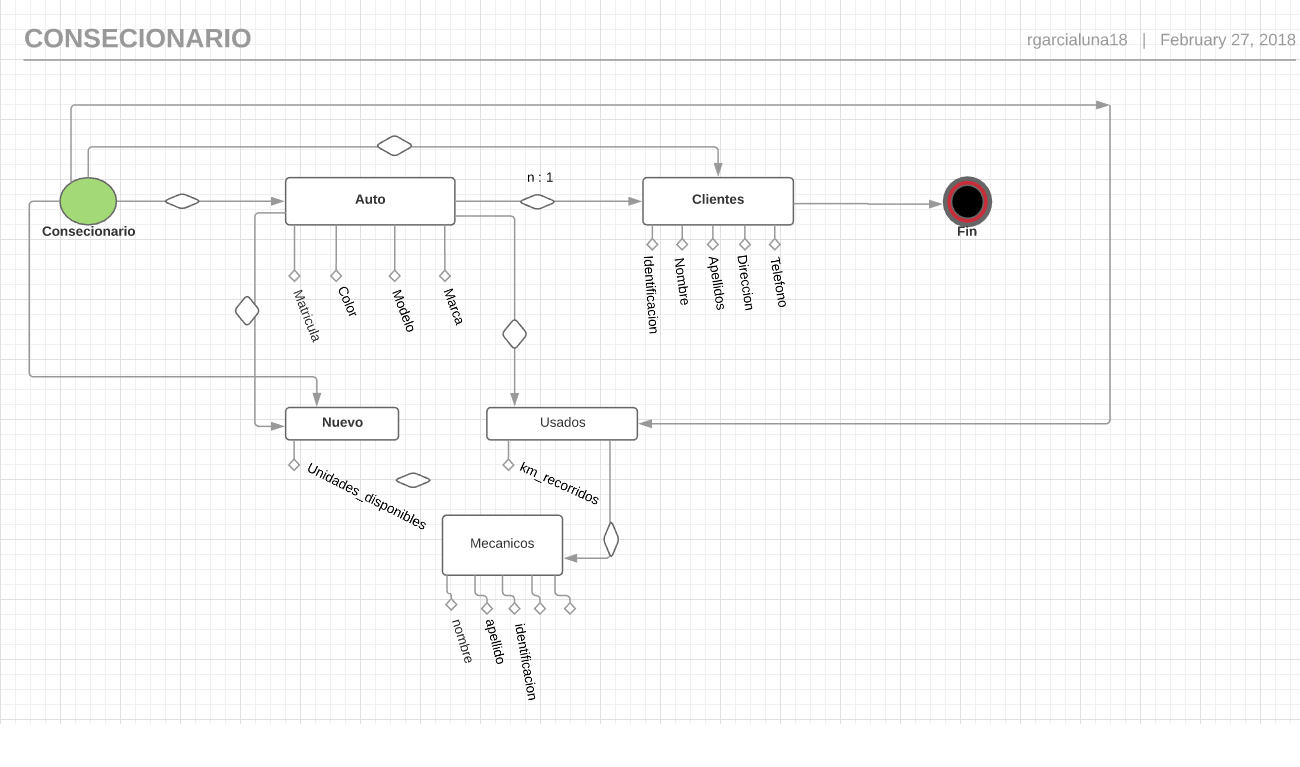 CONSECIONARIO
rgarcialuna18 | February 27, 2018
n : 1
Auto
Clientes
Consecionario
Fin
Matricula
Color
Modelo
Marca
Identificacion
Nombre
Apellidos
Direccion
Telefono
Nuevo
Usados
Unidades_disponibles
km_recorridos
Mecanicos
nombre
apellido
identificacion